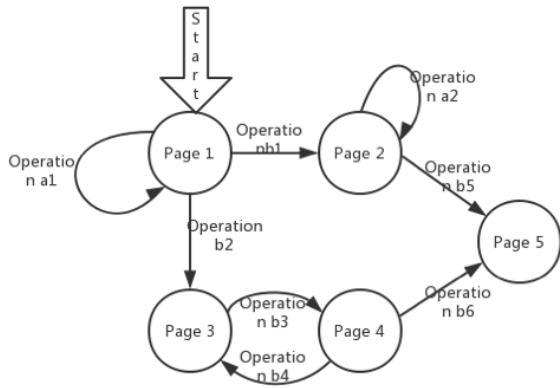 Start
Operatio
n a2
Operatio
nb1
Page 1
Page 2
Operatio
n a1
Operatio
n b5
Operation
b2
Page 5
Operatio
n b3
Operatio
n b6
Page 3
Page 4
Operatio
n b4